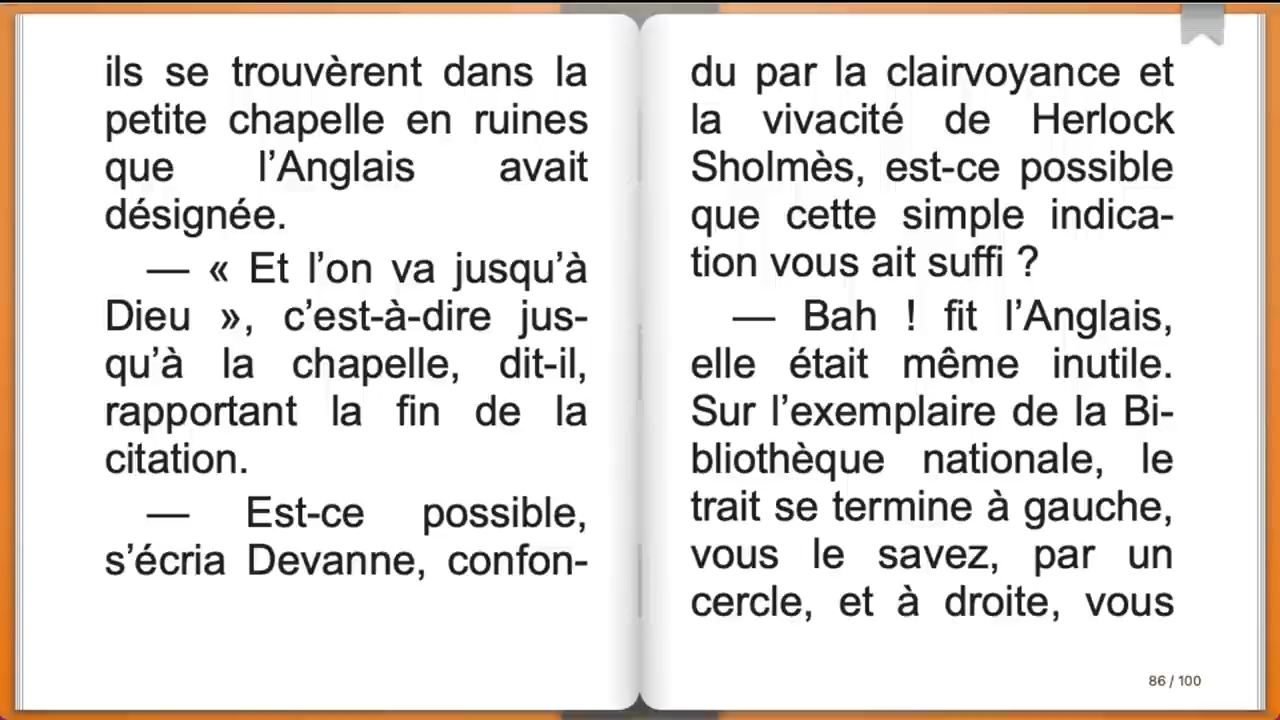 ils se trouvèrent dans la
petite chapelle en ruines
que l’Anglais avait
désignée.
— « Et l’on va jusqu’à
Dieu », c’est-à-dire jus-
qu’à la chapelle, dit-il,
rapportant la fin de la
citation.
— Est-ce possible,
s’écria Devanne, confon-
du par la clairvoyance et
la vivacité de Herlock
Sholmès, est-ce possible
que cette simple indica-
tion vous ait suffi ?
— Bah ! fit l’Anglais,
elle était même inutile.
Sur l’exemplaire de la Bi-
bliothèque nationale, le
trait se termine à gauche,
vous le savez, par un
cercle, et à droite, vous
86 / 100